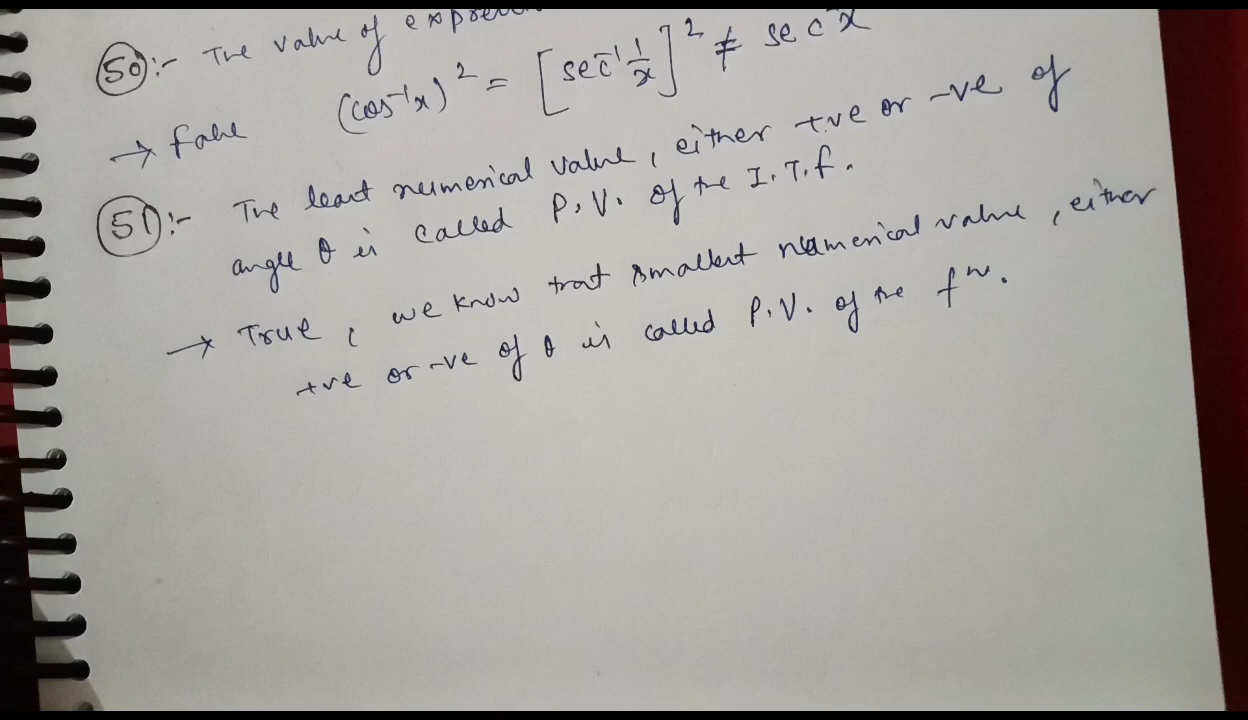 50 :- The value of
→ false (cos⁻¹x)² = [sec⁻¹ 1/x]² ≠ sec⁻²x
51 :- The least numerical value, either +ve or -ve of
angle θ is called P.V. of the I.T.f.
→ True, we know that smallest numerical value, either
+ve or -ve of θ is called P.V. of the fⁿ.